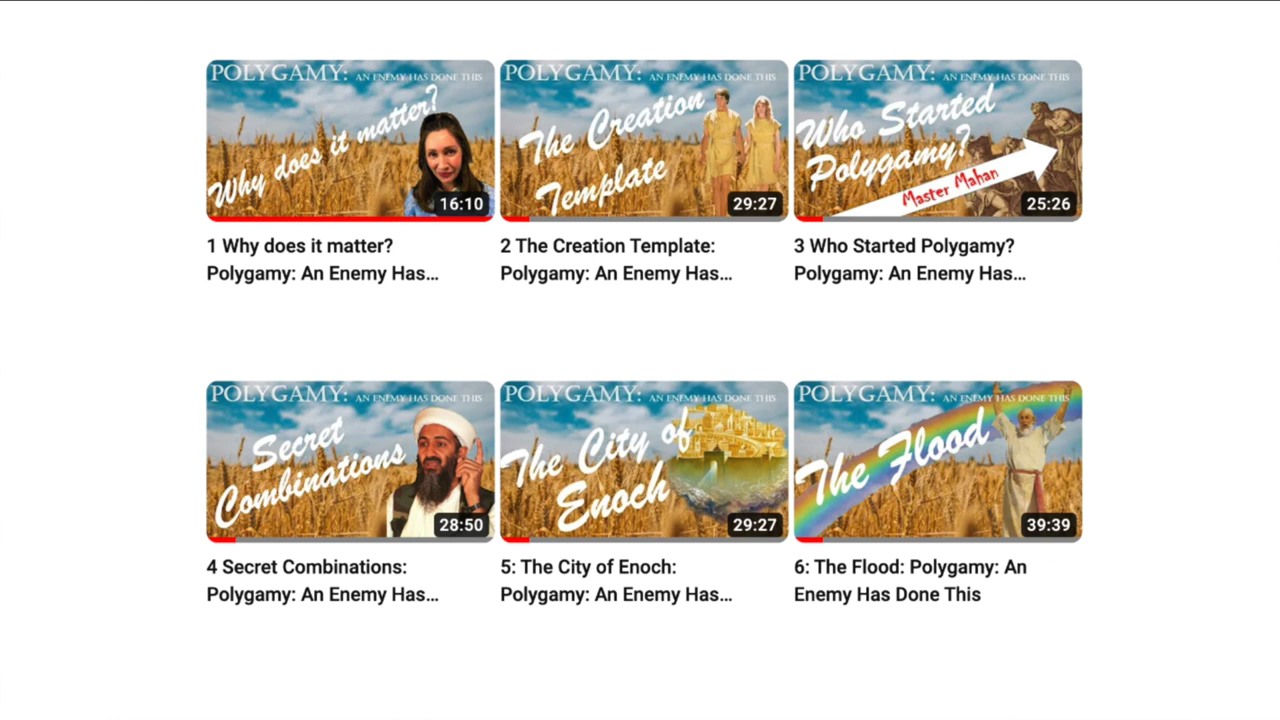 POLYGAMY: AN ENEMY HAS DONE THIS
Why does it matter?
16:10
1 Why does it matter?
Polygamy: An Enemy Has...
POLYGAMY: AN ENEMY HAS DONE THIS
The Creation
Template
29:27
2 The Creation Template:
Polygamy: An Enemy Has...
POLYGAMY: AN ENEMY HAS DONE THIS
Who Started
Polygamy?
Master Mahan
25:26
3 Who Started Polygamy?
Polygamy: An Enemy Has...
POLYGAMY: AN ENEMY HAS DONE THIS
Secret
Combinations
28:50
4 Secret Combinations:
Polygamy: An Enemy Has...
POLYGAMY: AN ENEMY HAS DONE THIS
The City of
Enoch
29:27
5: The City of Enoch:
Polygamy: An Enemy Has...
POLYGAMY: AN ENEMY HAS DONE THIS
The Flood
39:39
6: The Flood: Polygamy: An
Enemy Has Done This